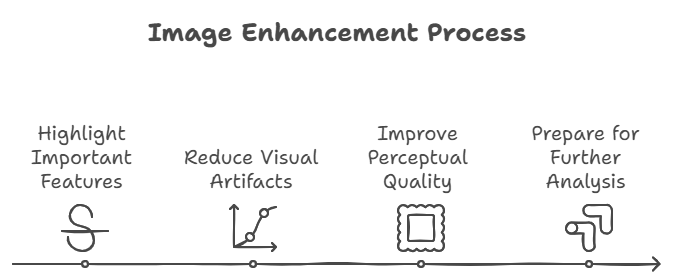 Image Enhancement Process
Highlight
Important
Features
Reduce Visual
Artifacts
Improve
Perceptual
Quality
Prepare for
Further
Analysis